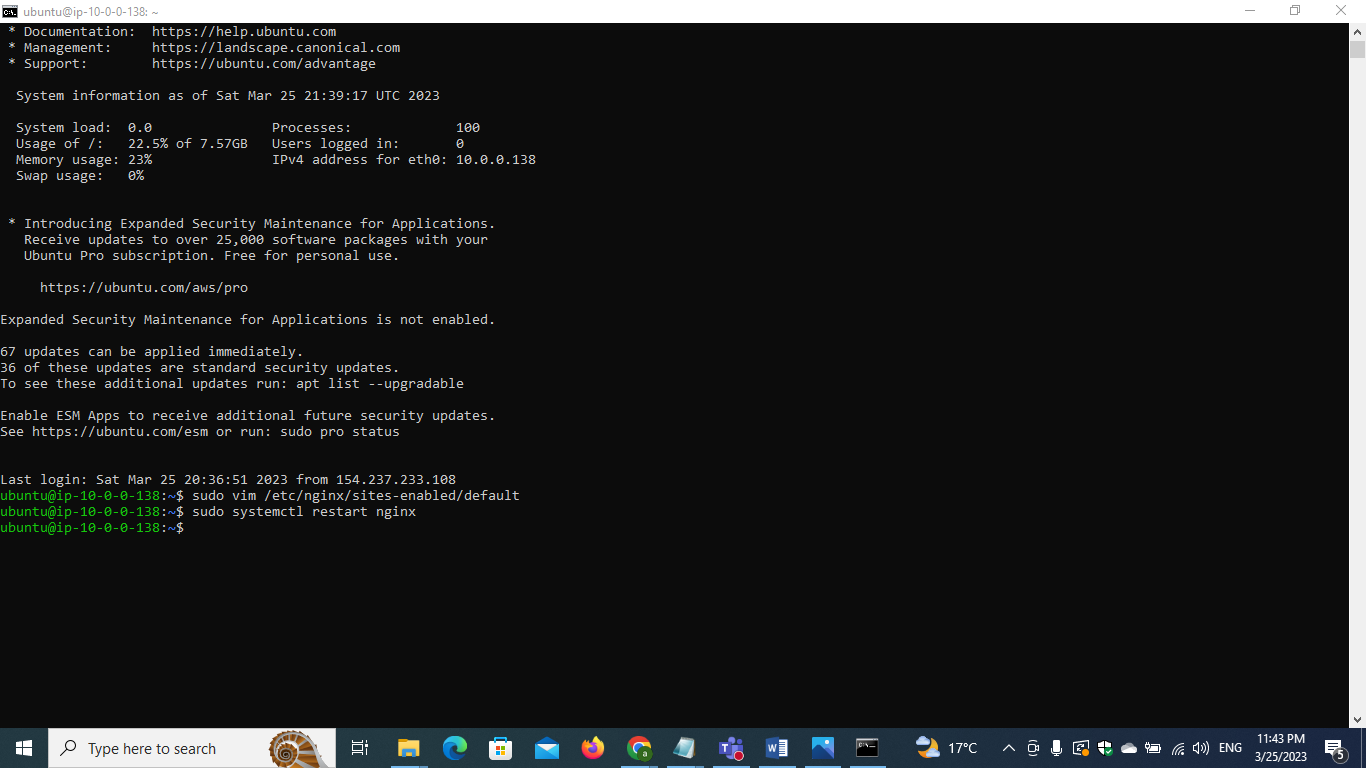 ubuntu@ip-10-0-0-138: ~
* Documentation:  https://help.ubuntu.com
* Management:     https://landscape.canonical.com
* Support:        https://ubuntu.com/advantage
System information as of Sat Mar 25 21:39:17 UTC 2023
System load:  0.0               Processes:             100
Usage of /:   22.5% of 7.57GB   Users logged in:       0
Memory usage: 23%               IPv4 address for eth0: 10.0.0.138
Swap usage:   0%
* Introducing Expanded Security Maintenance for Applications.
Receive updates to over 25,000 software packages with your
Ubuntu Pro subscription. Free for personal use.
https://ubuntu.com/aws/pro
Expanded Security Maintenance for Applications is not enabled.
67 updates can be applied immediately.
36 of these updates are standard security updates.
To see these additional updates run: apt list --upgradable
Enable ESM Apps to receive additional future security updates.
See https://ubuntu.com/esm or run: sudo pro status
Last login: Sat Mar 25 20:36:51 2023 from 154.237.233.108
ubuntu@ip-10-0-0-138:~$ sudo vim /etc/nginx/sites-enabled/default
ubuntu@ip-10-0-0-138:~$ sudo systemctl restart nginx
ubuntu@ip-10-0-0-138:~$
Type here to search
17°C
ENG
11:43 PM
3/25/2023
5